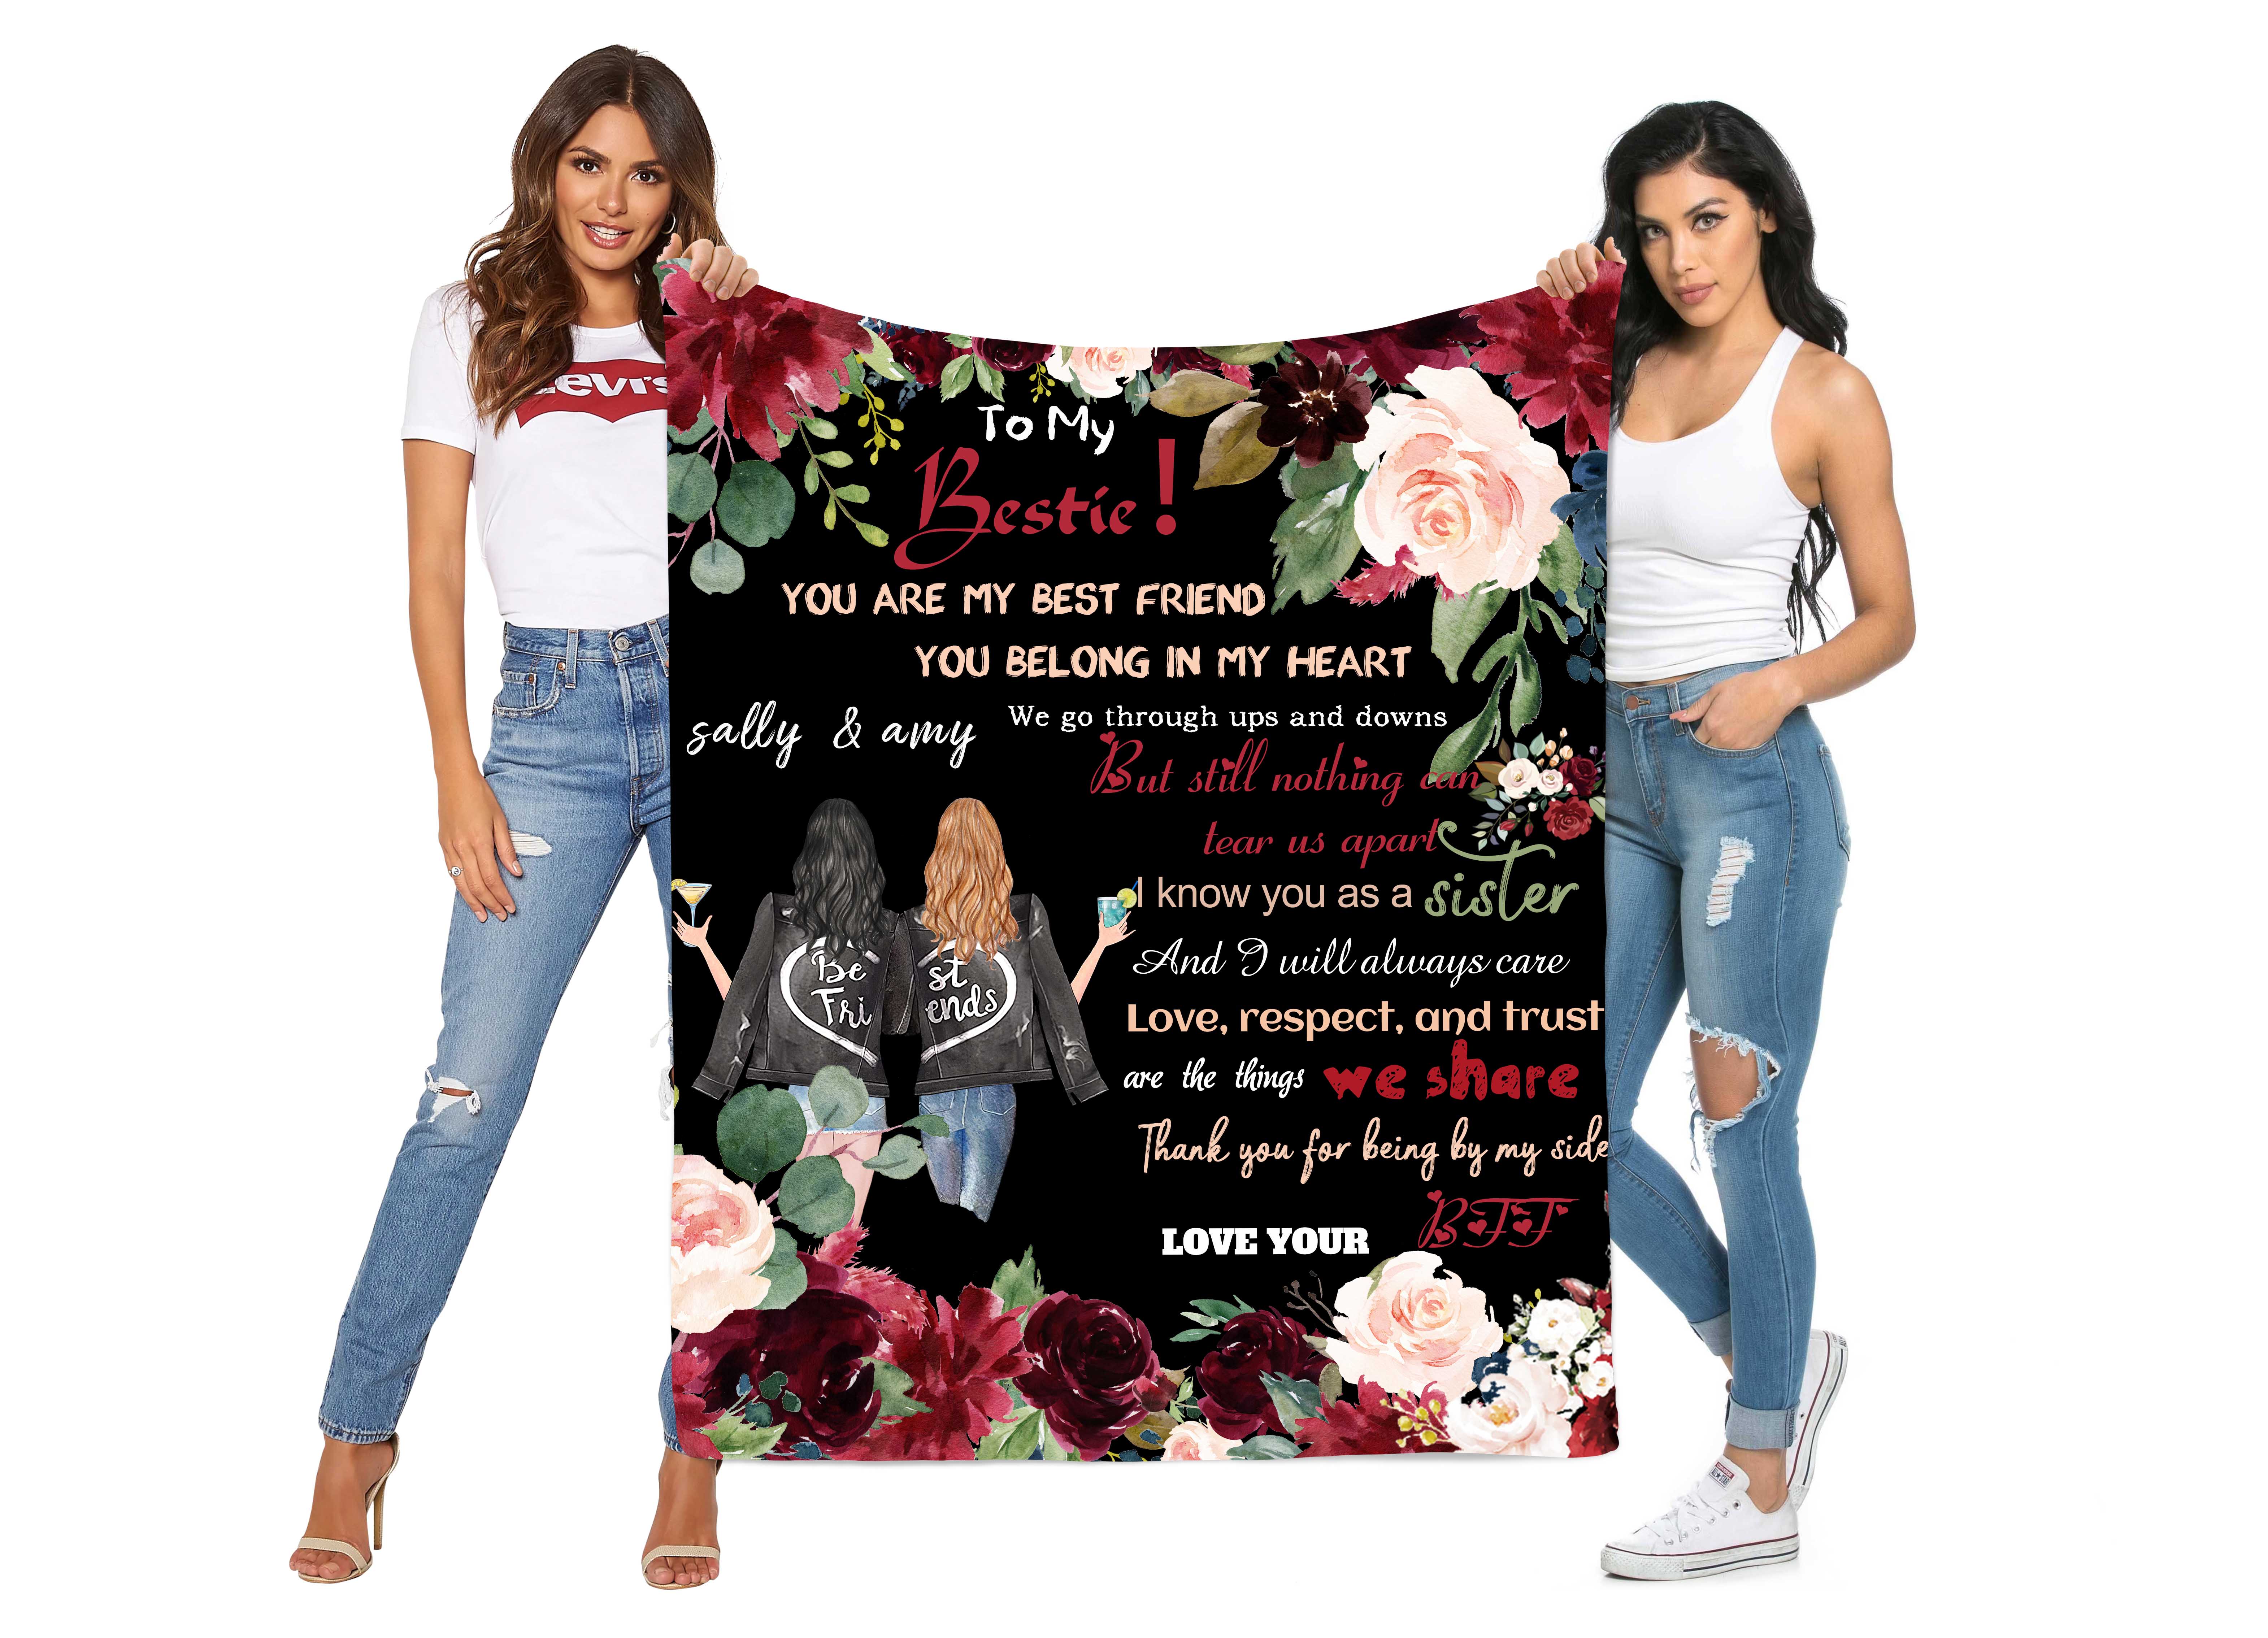 Levi's
To My
Bestie!
YOU ARE MY BEST FRIEND
YOU BELONG IN MY HEART
sally & amy
We go through ups and downs
But still nothing can
tear us apart
I know you as a sister
And I will always care
Love, respect, and trust
are the things we share
Thank you for being by my side
LOVE YOUR BFF
Be st
Fri ends